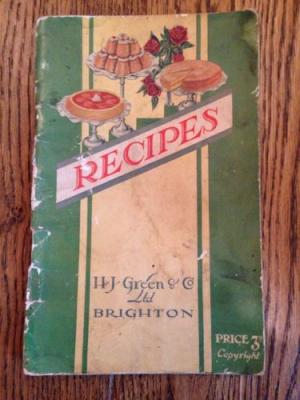 RECIPES
H·J·Green & Co
Ltd
BRIGHTON
PRICE 3d
Copyright